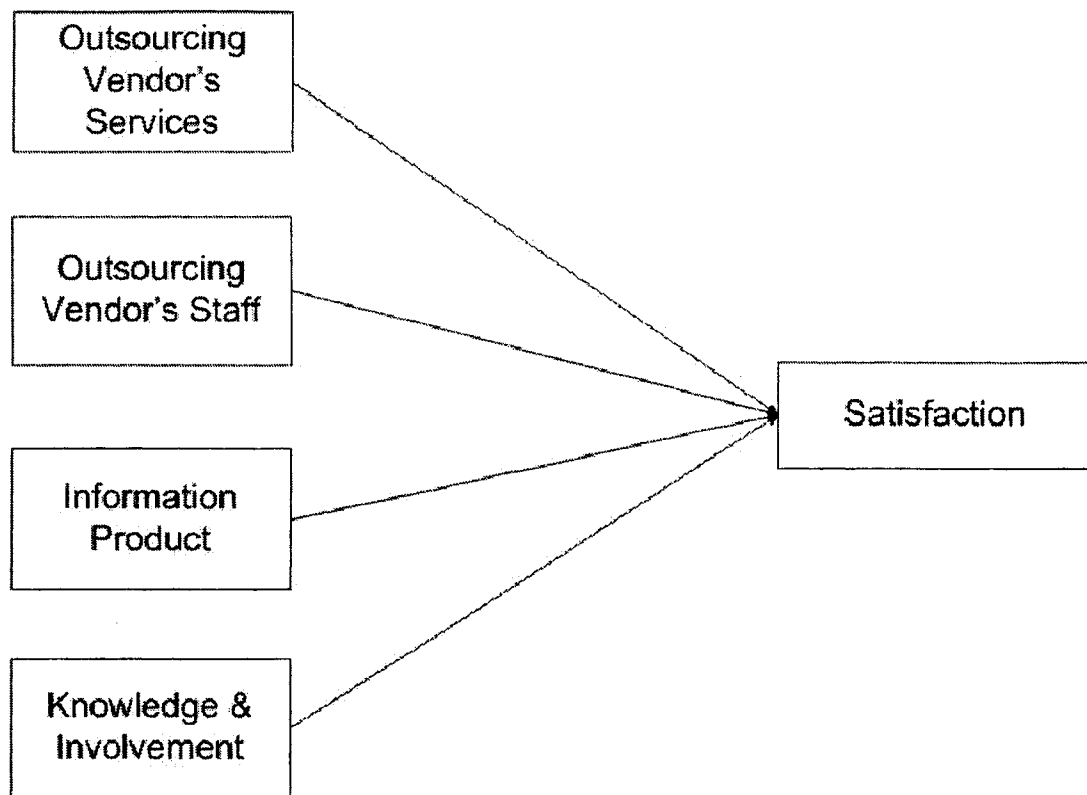 Outsourcing
Vendor's
Services
Outsourcing
Vendor's Staff
Information
Product
Knowledge &
Involvement
Satisfaction